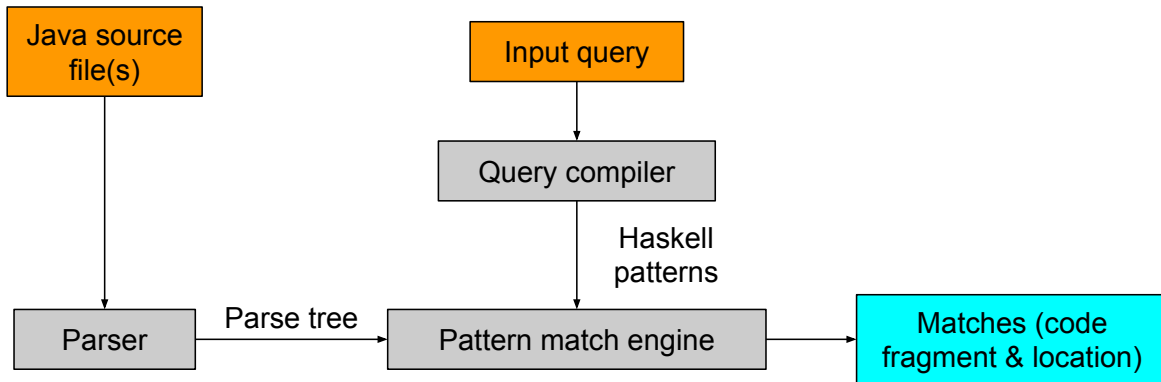 Java source
file(s)
Input query
Query compiler
Haskell
patterns
Parser
Parse tree
Pattern match engine
Matches (code
fragment & location)